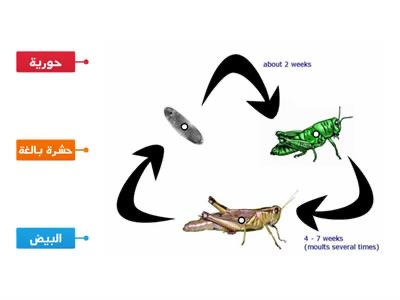 حورية
about 2 weeks
حشرة بالغة
البيض
4 - 7 weeks
(moults several times)